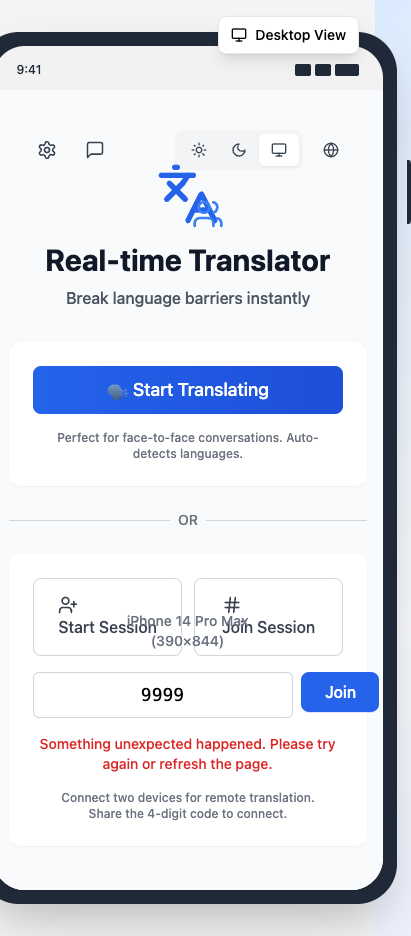 Desktop View
9:41
Real-time Translator
Break language barriers instantly
Start Translating
Perfect for face-to-face conversations. Auto-
detects languages.
OR
Start Session
Join Session
iPhone 14 Pro Max
(390×844)
9999
Join
Something unexpected happened. Please try
again or refresh the page.
Connect two devices for remote translation.
Share the 4-digit code to connect.